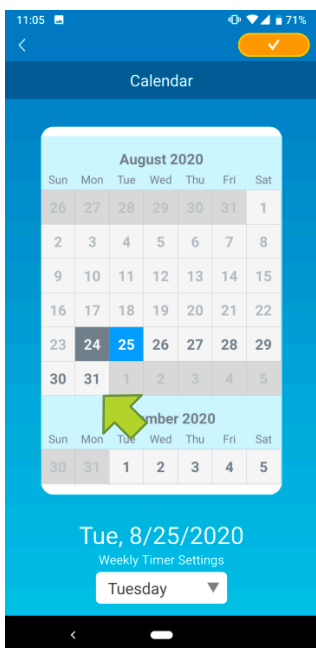 11:05 71%
Calendar
August 2020
Sun Mon Tue Wed Thu Fri Sat
26 27 28 29 30 31 1
2 3 4 5 6 7 8
9 10 11 12 13 14 15
16 17 18 19 20 21 22
23 24 25 26 27 28 29
30 31 1 2 3 4 5
mber 2020
Sun Mon Tue Wed Thu Fri Sat
30 31 1 2 3 4 5
Tue, 8/25/2020
Weekly Timer Settings
Tuesday